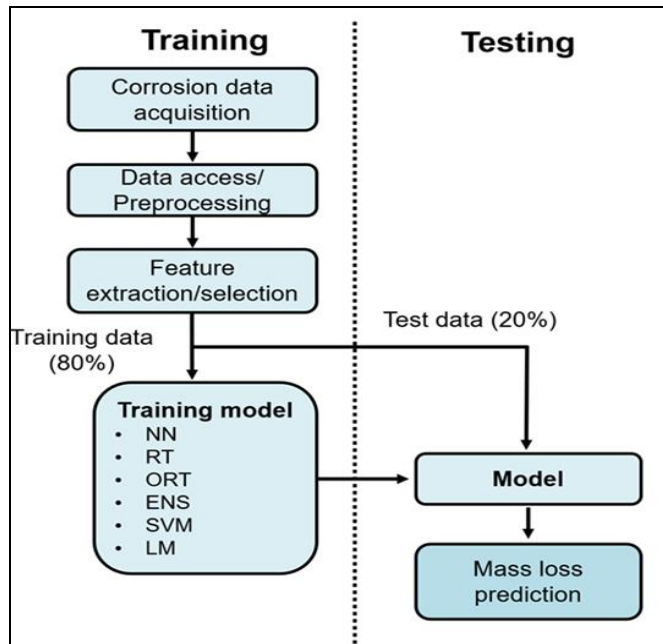 Training
Testing
Corrosion data
acquisition
Data access/
Preprocessing
Feature
extraction/selection
Training data
(80%)
Test data (20%)
Training model
• NN
• RT
• ORT
• ENS
• SVM
• LM
Model
Mass loss
prediction